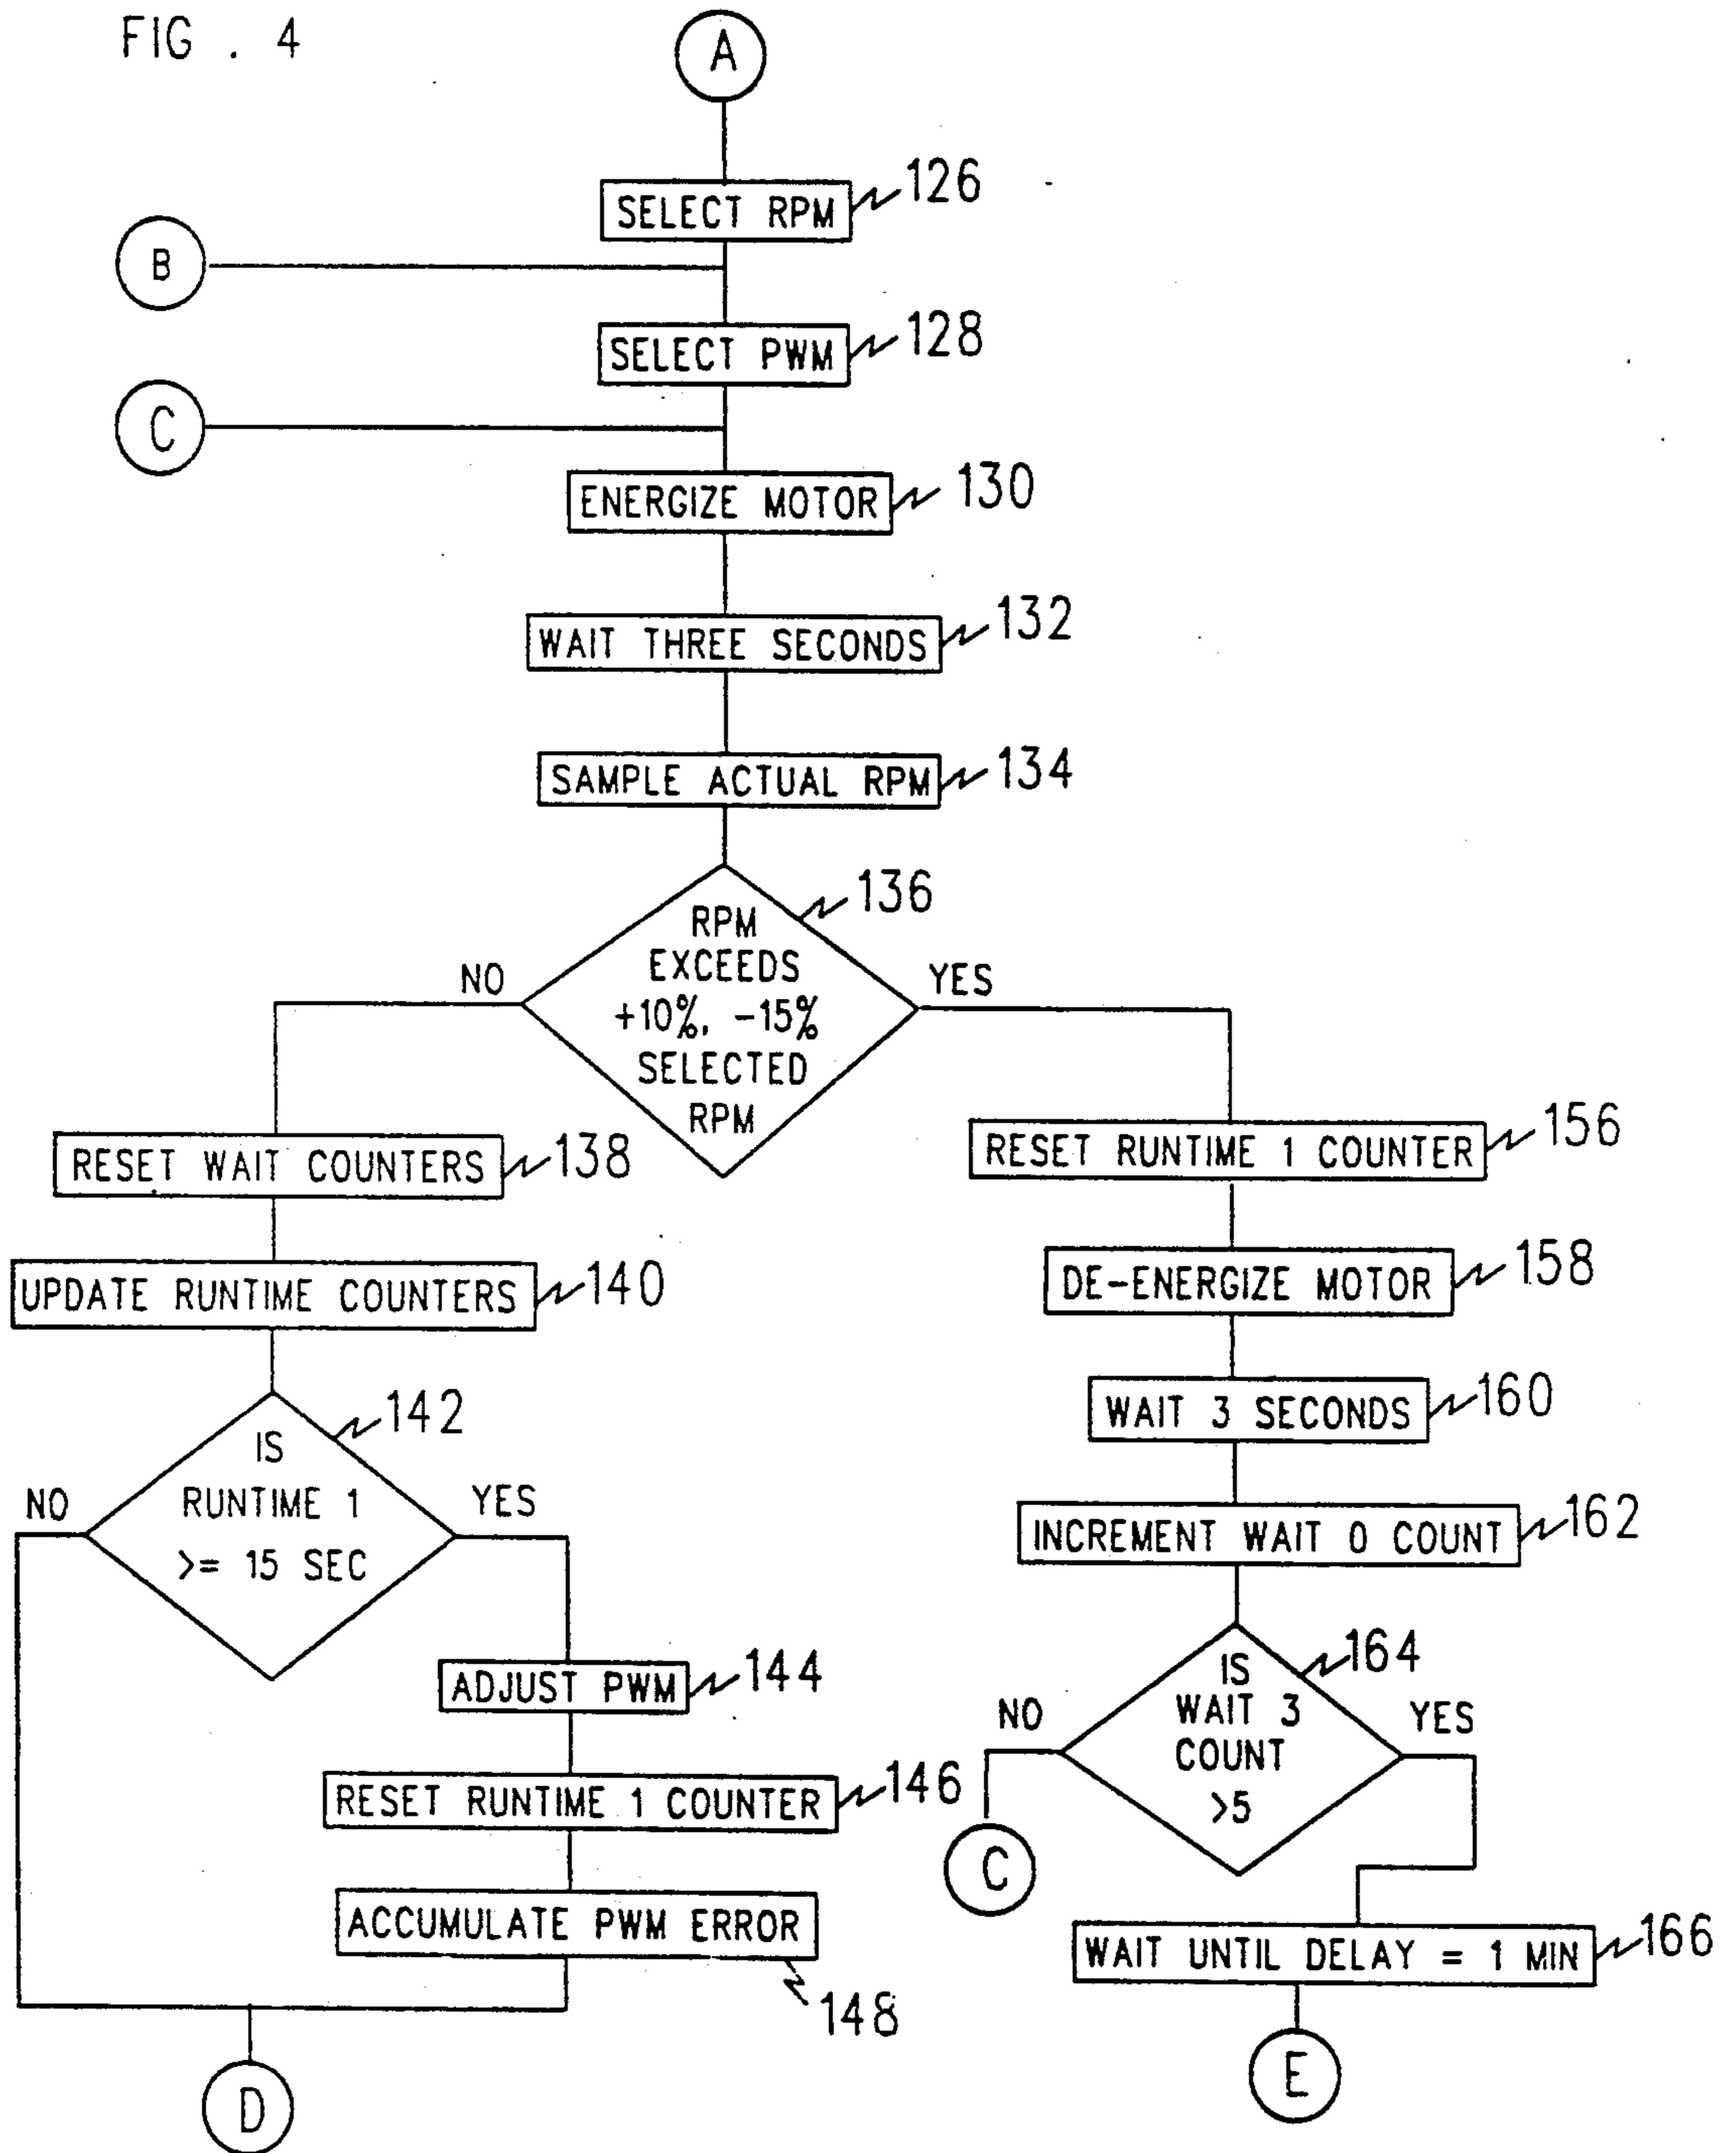 FIG . 4
A
SELECT RPM 126
B
SELECT PWM 128
C
ENERGIZE MOTOR 130
WAIT THREE SECONDS 132
SAMPLE ACTUAL RPM 134
136
RPM
EXCEEDS
+10%, -15%
SELECTED
RPM
NO
YES
RESET WAIT COUNTERS 138
UPDATE RUNTIME COUNTERS 140
142
IS
RUNTIME 1
>= 15 SEC
NO
YES
ADJUST PWM 144
RESET RUNTIME 1 COUNTER 146
ACCUMULATE PWM ERROR
148
D
RESET RUNTIME 1 COUNTER 156
DE-ENERGIZE MOTOR 158
WAIT 3 SECONDS 160
INCREMENT WAIT 0 COUNT 162
164
IS
WAIT 3
COUNT
>5
NO
YES
C
WAIT UNTIL DELAY = 1 MIN 166
E